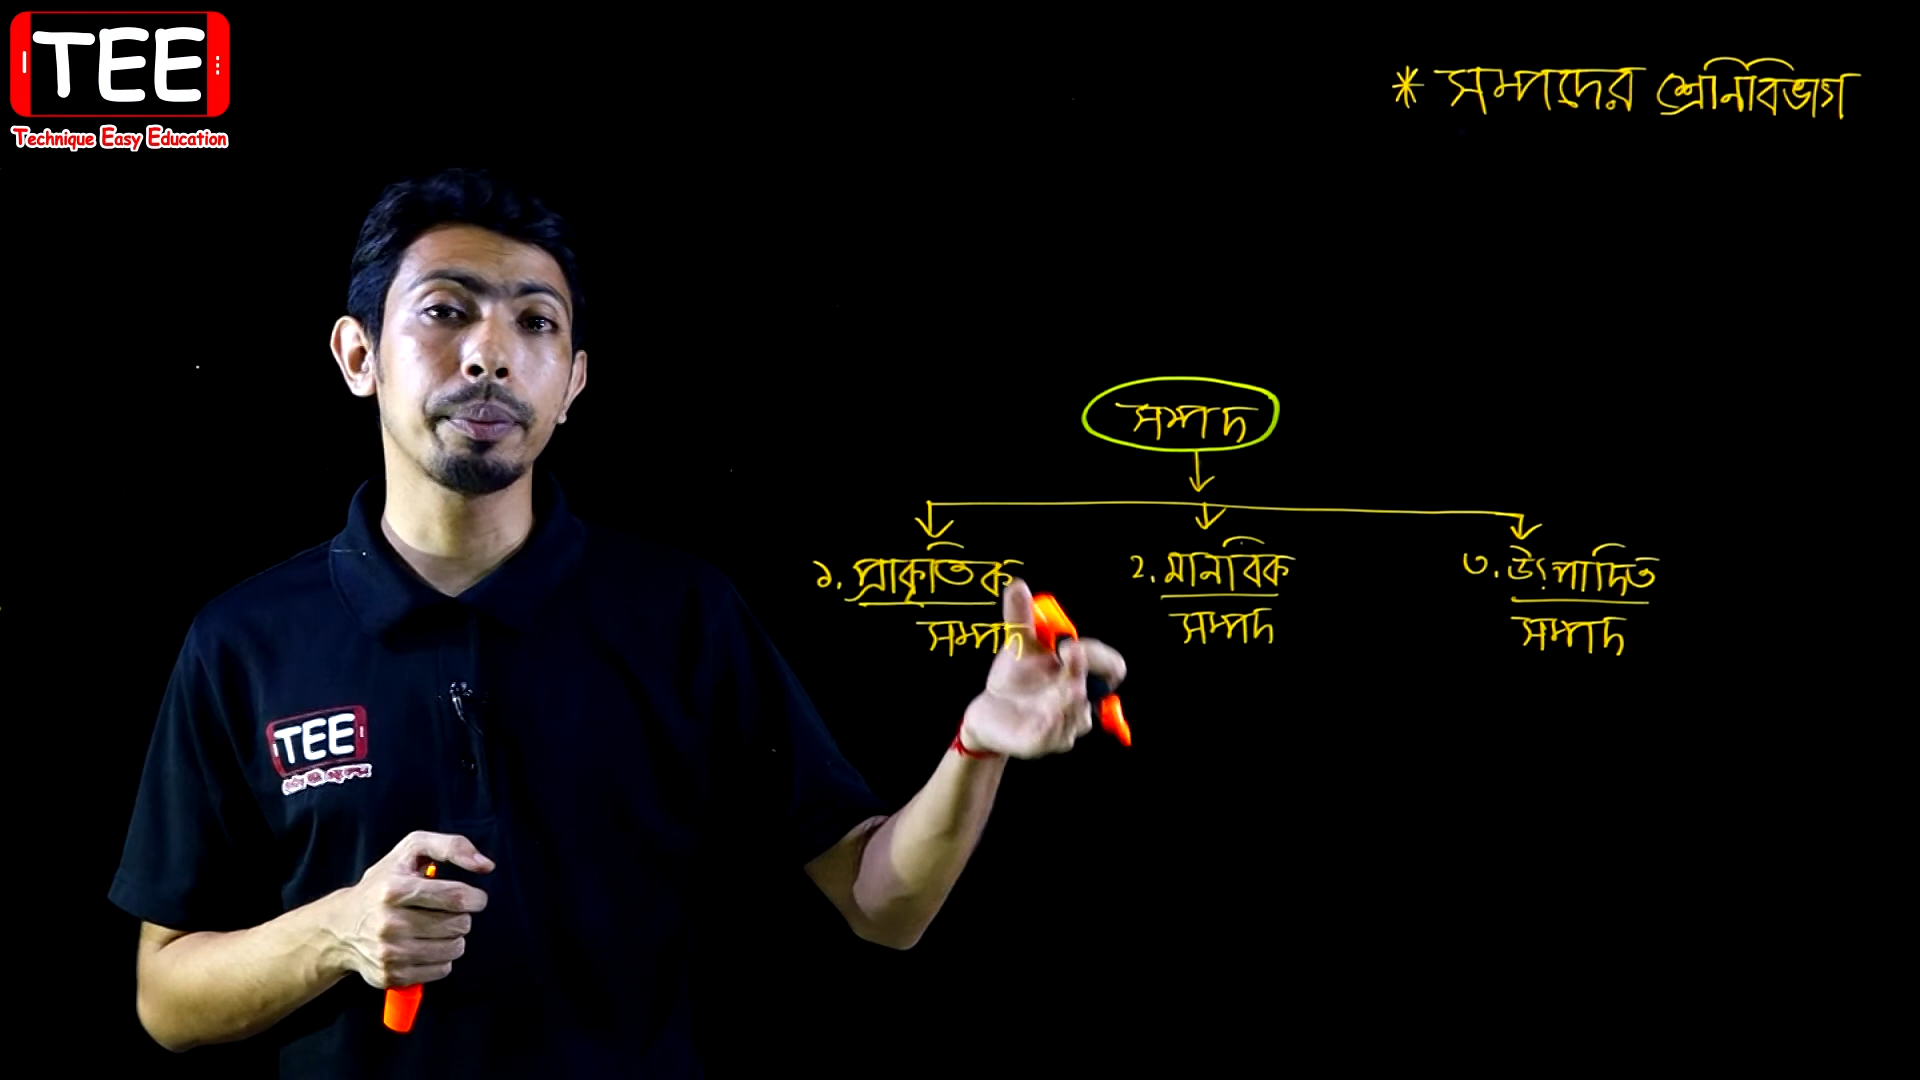 TEE
Technique Easy Education
* সম্পদের শ্রেনিবিভাগ
সম্পদ
১. প্রাকৃতিক সম্পদ
২. মানবিক সম্পদ
৩. উৎপাদিত সম্পদ
TEE